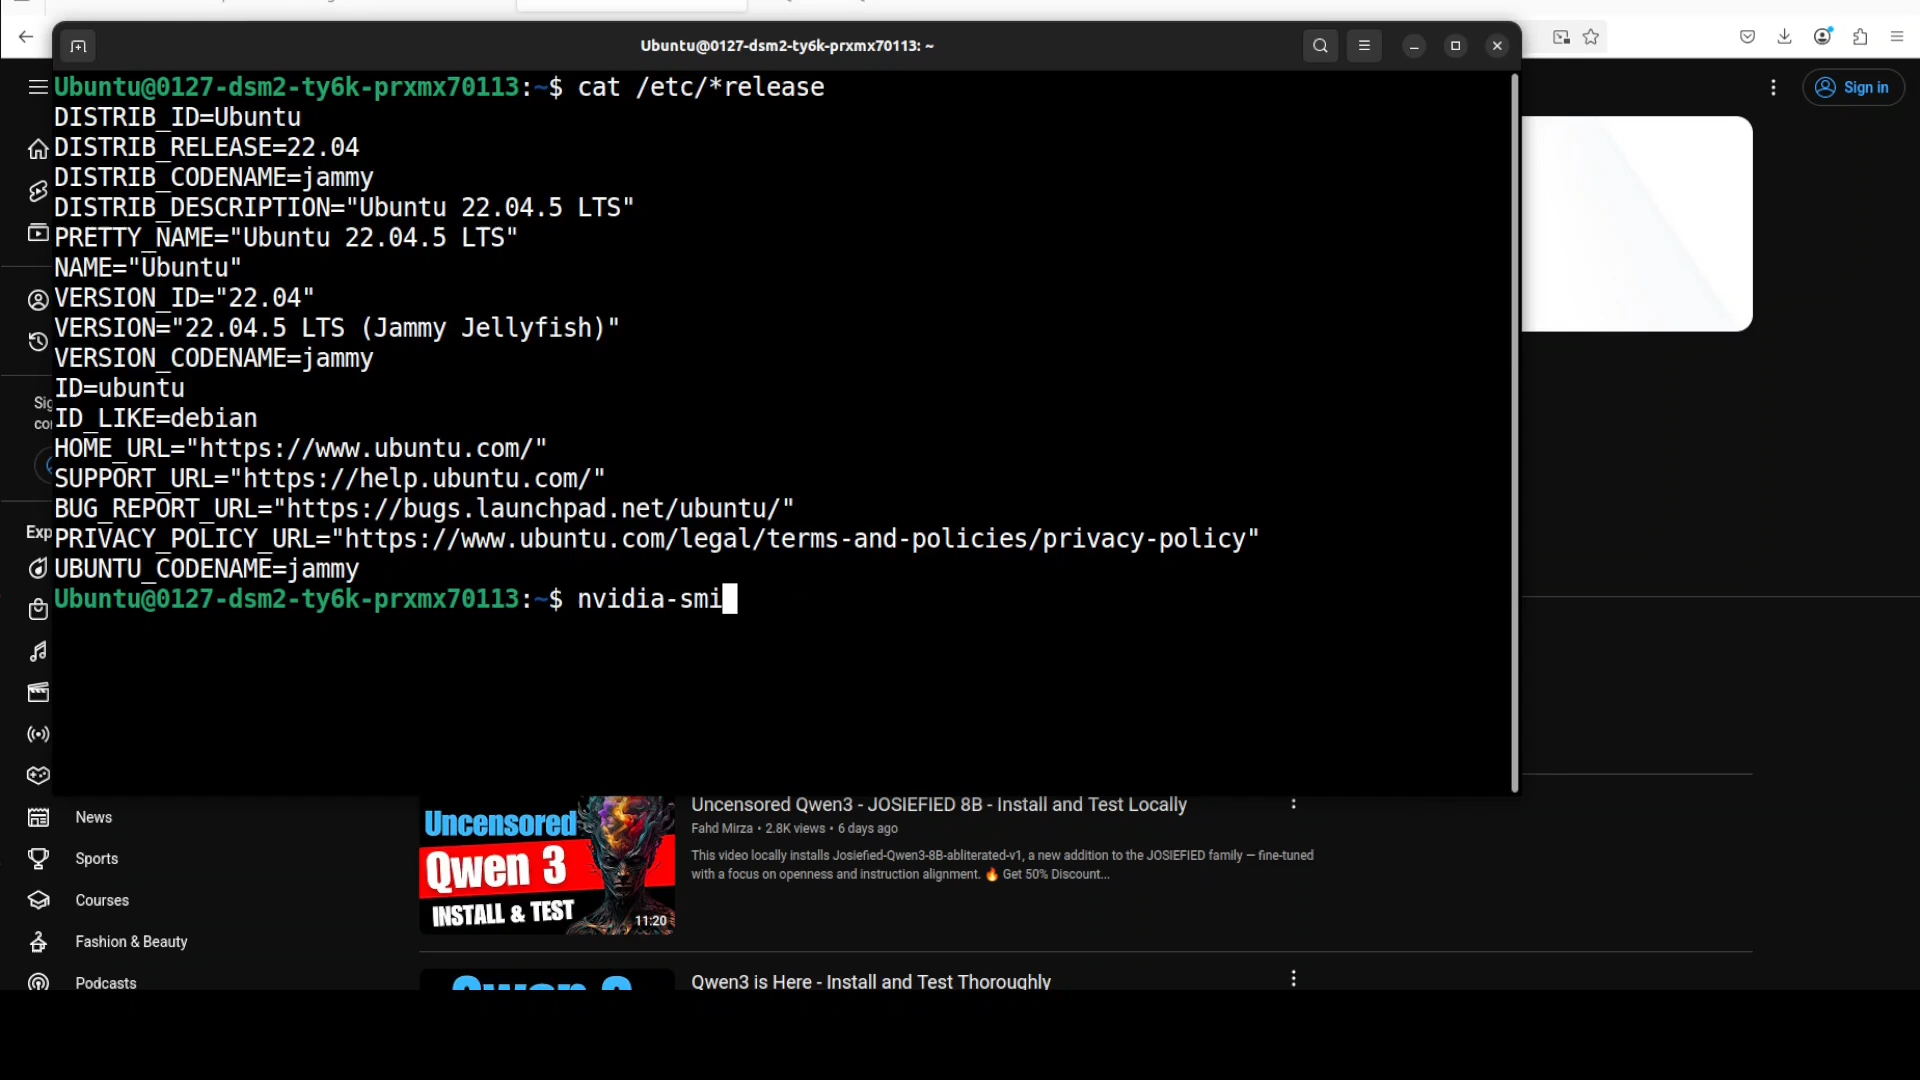 Ubuntu@0127-dsm2-ty6k-prxmx70113: ~
Sign in
Ubuntu@0127-dsm2-ty6k-prxmx70113:~$ cat /etc/*release
DISTRIB_ID=Ubuntu
DISTRIB_RELEASE=22.04
DISTRIB_CODENAME=jammy
DISTRIB_DESCRIPTION="Ubuntu 22.04.5 LTS"
PRETTY_NAME="Ubuntu 22.04.5 LTS"
NAME="Ubuntu"
VERSION_ID="22.04"
VERSION="22.04.5 LTS (Jammy Jellyfish)"
VERSION_CODENAME=jammy
ID=ubuntu
ID_LIKE=debian
HOME_URL="https://www.ubuntu.com/"
SUPPORT_URL="https://help.ubuntu.com/"
BUG_REPORT_URL="https://bugs.launchpad.net/ubuntu/"
PRIVACY_POLICY_URL="https://www.ubuntu.com/legal/terms-and-policies/privacy-policy"
UBUNTU_CODENAME=jammy
Ubuntu@0127-dsm2-ty6k-prxmx70113:~$ nvidia-smi
Sig
co
Exp
News
Sports
Courses
Fashion & Beauty
Podcasts
Uncensored
Qwen 3
INSTALL & TEST
11:20
Uncensored Qwen3 - JOSIEFIED 8B - Install and Test Locally
Fahd Mirza • 2.8K views • 6 days ago
This video locally installs Josiefied-Qwen3-8B-abliterated-v1, a new addition to the JOSIEFIED family — fine-tuned
with a focus on openness and instruction alignment. 🔥 Get 50% Discount...
Qwen3 is Here - Install and Test Thoroughly